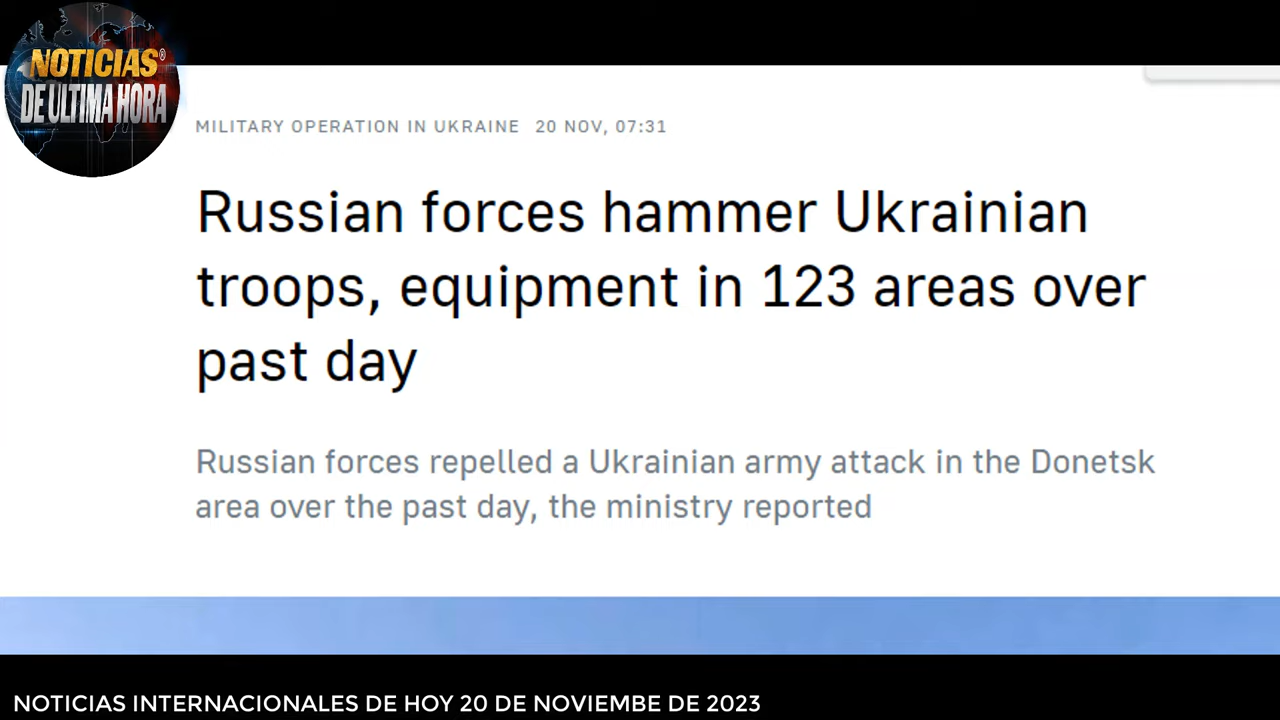 NOTICIAS®
DE ULTIMA HORA
MILITARY OPERATION IN UKRAINE 20 NOV, 07:31
Russian forces hammer Ukrainian
troops, equipment in 123 areas over
past day
Russian forces repelled a Ukrainian army attack in the Donetsk
area over the past day, the ministry reported
NOTICIAS INTERNACIONALES DE HOY 20 DE NOVIEMBE DE 2023